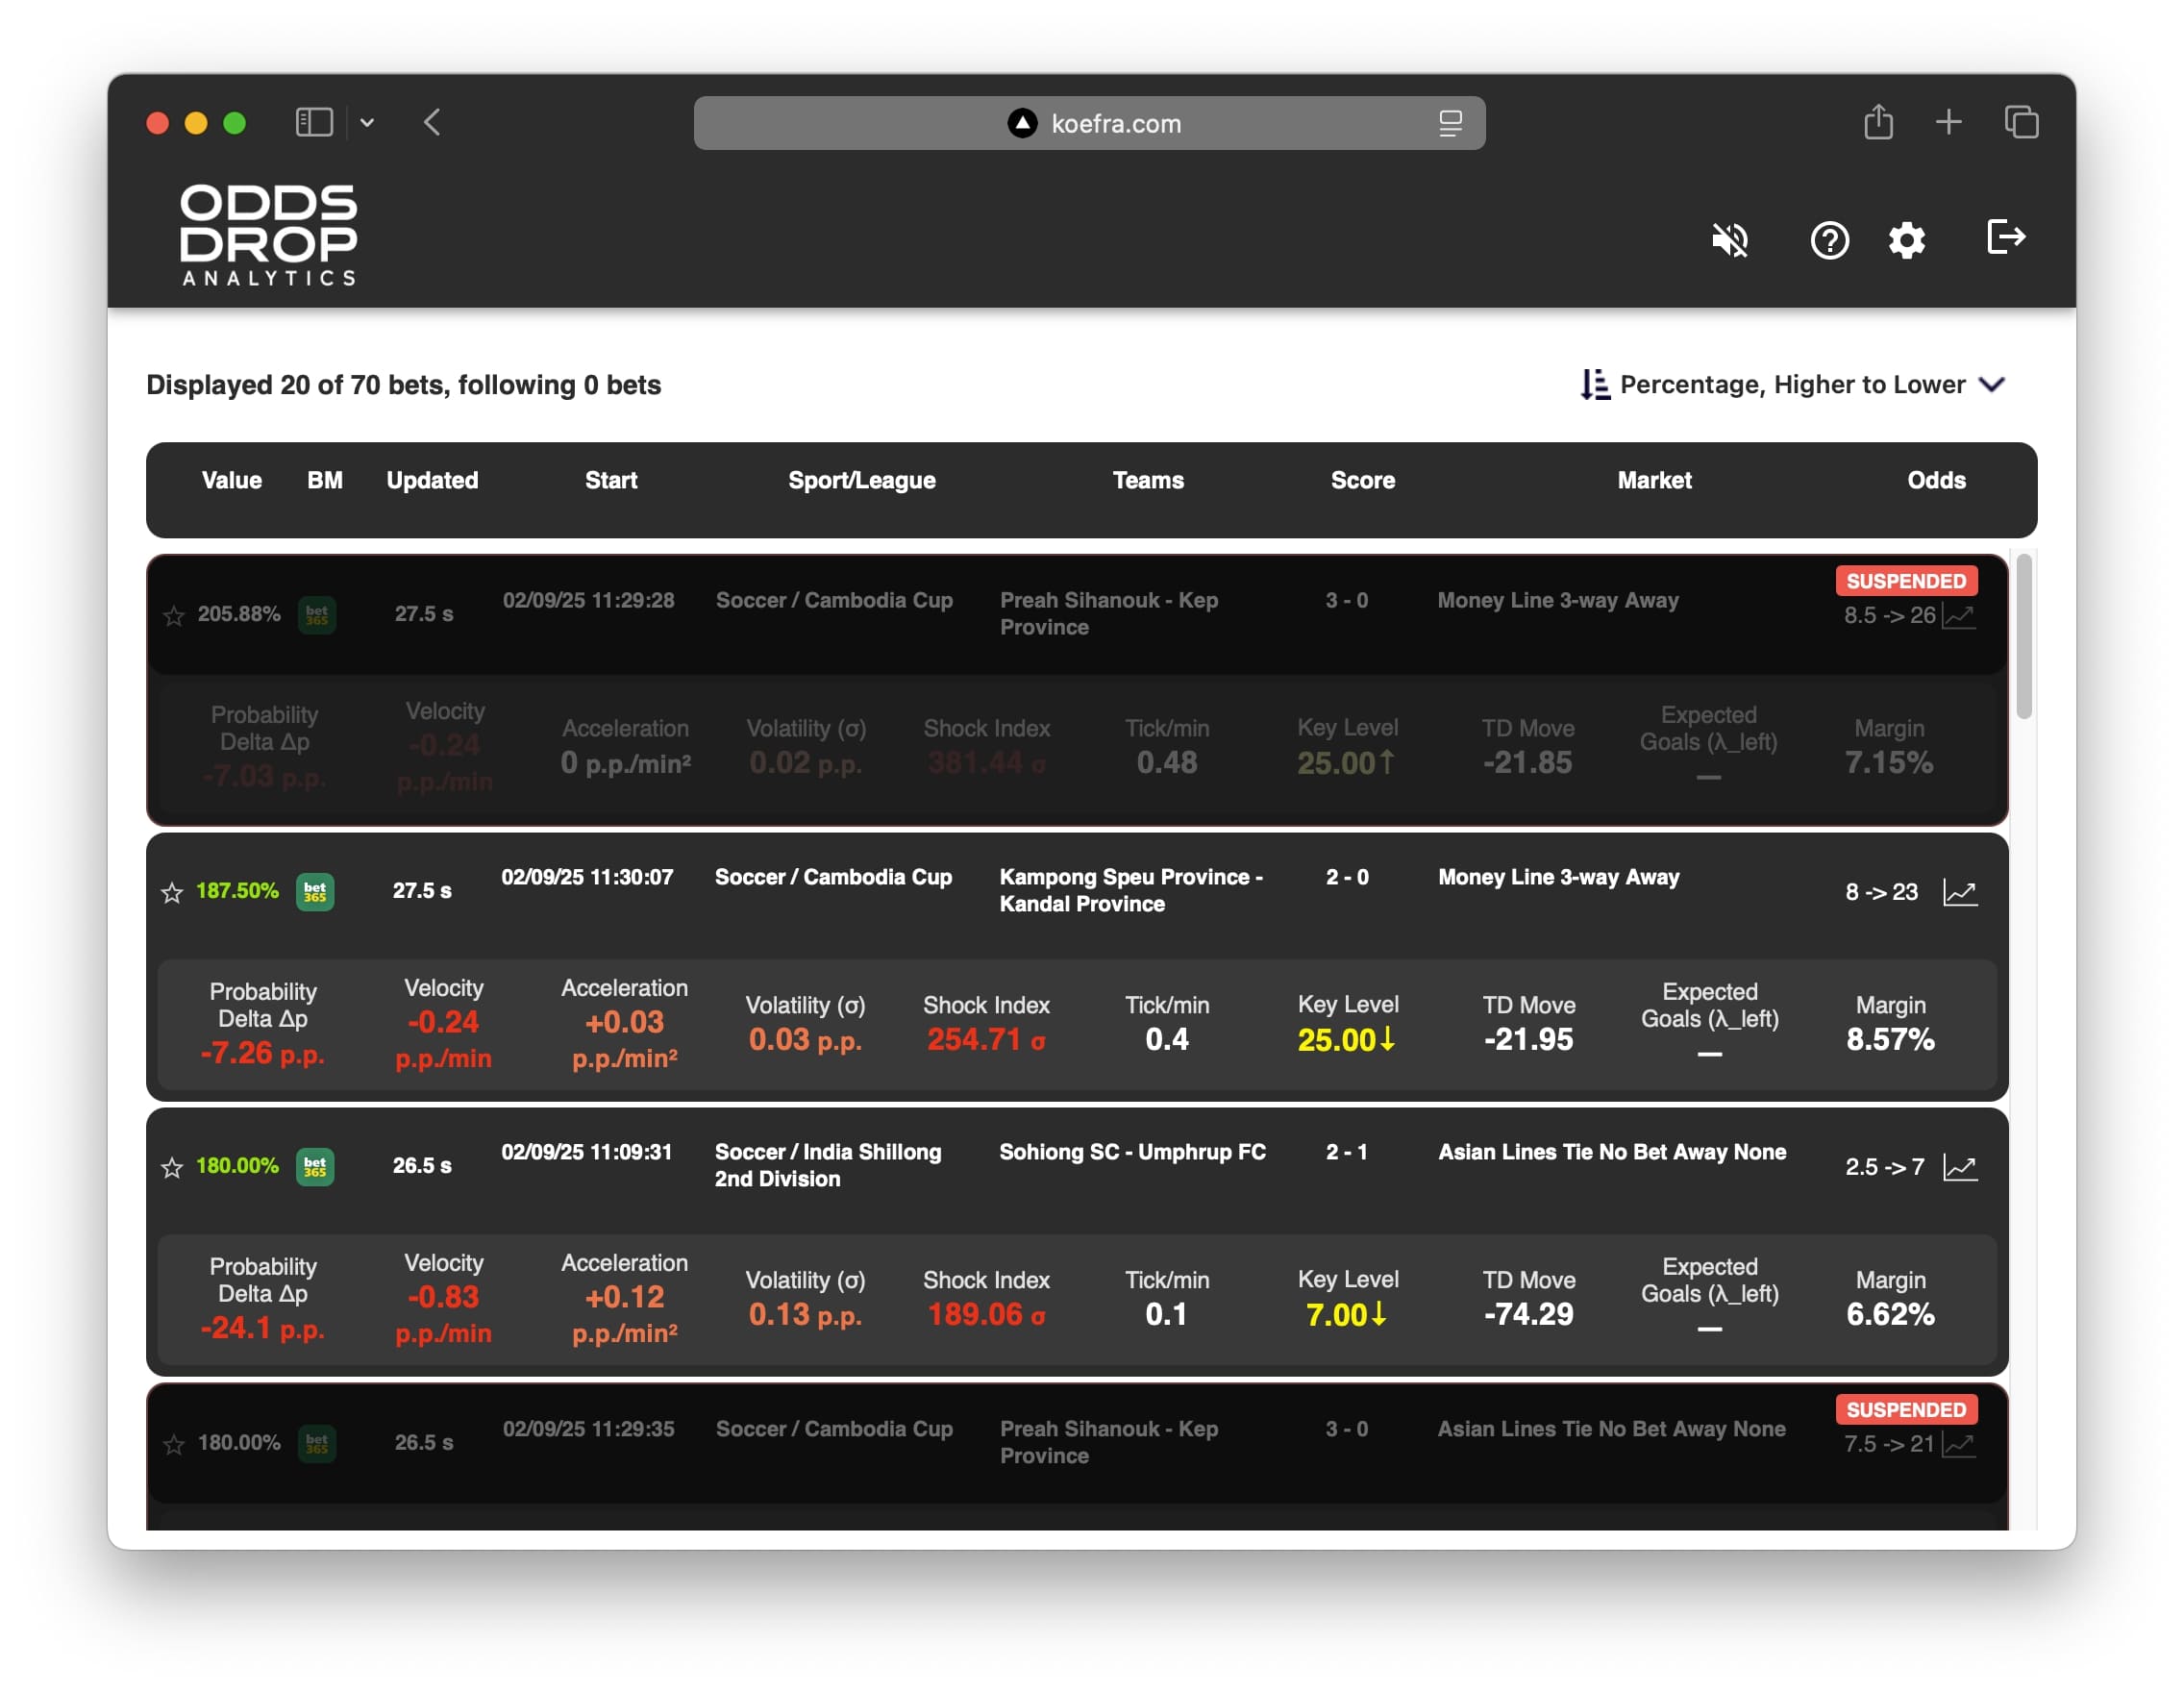 koefra.com
ODDS
DROP
ANALYTICS
Displayed 20 of 70 bets, following 0 bets
Percentage, Higher to Lower
Value BM Updated Start Sport/League Teams Score Market Odds
SUSPENDED
205.88% bet 365 27.5 s 02/09/25 11:29:28 Soccer / Cambodia Cup Preah Sihanouk - Kep 3 - 0 Money Line 3-way Away 8.5 -> 26
Province
Probability Velocity Acceleration Volatility (σ) Shock Index Tick/min Key Level TD Move Expected Margin
Delta Δp -0.24 0 p.p./min² 0.02 p.p. 381.44 σ 0.48 25.00↑ -21.85 Goals (λ_left) 7.15%
-7.03 p.p. p.p./min —
187.50% bet 365 27.5 s 02/09/25 11:30:07 Soccer / Cambodia Cup Kampong Speu Province - 2 - 0 Money Line 3-way Away 8 -> 23
Kandal Province
Probability Velocity Acceleration Volatility (σ) Shock Index Tick/min Key Level TD Move Expected Margin
Delta Δp -0.24 +0.03 0.03 p.p. 254.71 σ 0.4 25.00↓ -21.95 Goals (λ_left) 8.57%
-7.26 p.p. p.p./min p.p./min² —
180.00% bet 365 26.5 s 02/09/25 11:09:31 Soccer / India Shillong Sohiong SC - Umphrup FC 2 - 1 Asian Lines Tie No Bet Away None 2.5 -> 7
2nd Division
Probability Velocity Acceleration Volatility (σ) Shock Index Tick/min Key Level TD Move Expected Margin
Delta Δp -0.83 +0.12 0.13 p.p. 189.06 σ 0.1 7.00↓ -74.29 Goals (λ_left) 6.62%
-24.1 p.p. p.p./min p.p./min² —
SUSPENDED
180.00% bet 365 26.5 s 02/09/25 11:29:35 Soccer / Cambodia Cup Preah Sihanouk - Kep 3 - 0 Asian Lines Tie No Bet Away None 7.5 -> 21
Province